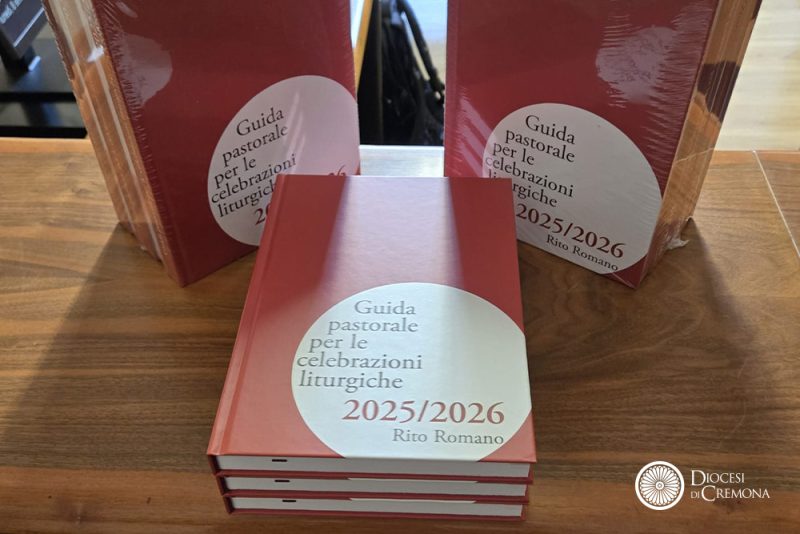 Guida
pastorale
per le
celebrazioni
liturgiche
Guida
pastorale
per le
celebrazioni
liturgiche
2025/2026
Rito Romano
Guida
pastorale
per le
celebrazioni
liturgiche
2025/2026
Rito Romano
DIOCESI
DI CREMONA